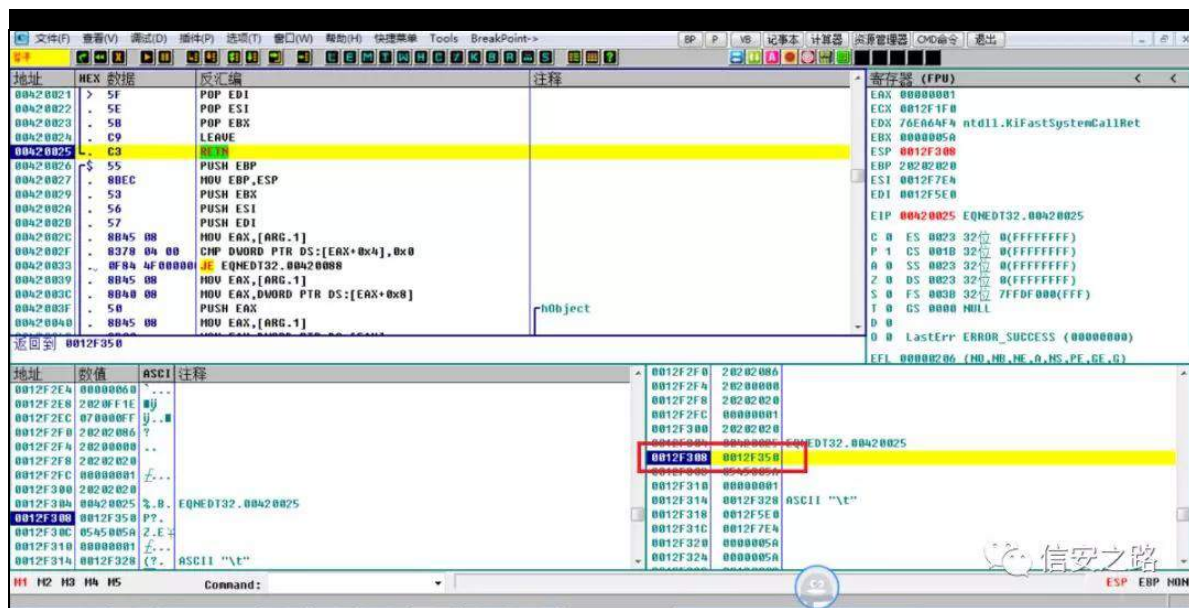 文件(F) 查看(V) 调试(D) 插件(P) 选项(T) 窗口(W) 帮助(H) 快捷菜单 Tools BreakPoint-> BP P VB 记事本 计算器 资源管理器 CMD命令 退出
L E M T W H C / K B R ... S
地址 HEX 数据 反汇编 注释
00420021 > 5F POP EDI
00420022 . 5E POP ESI
00420023 . 5B POP EBX
00420024 . C9 LEAVE
00420025 . C3 RETN
00420026 $ 55 PUSH EBP
00420027 . 8BEC MOV EBP,ESP
00420029 . 53 PUSH EBX
0042002A . 56 PUSH ESI
0042002B . 57 PUSH EDI
0042002C . 8B45 08 MOV EAX,[ARG.1]
0042002F . 8378 04 00 CMP DWORD PTR DS:[EAX+0x4],0x0
00420033 . 0F84 4F00000 JE EQNEDT32.00420088
00420039 . 8B45 08 MOV EAX,[ARG.1]
0042003C . 8B40 08 MOV EAX,DWORD PTR DS:[EAX+0x8]
0042003F . 50 PUSH EAX hObject
00420040 . 8B45 08 MOV EAX,[ARG.1]
返回到 0012F350
寄存器 (FPU) < <
EAX 00000001
ECX 0012F1F0
EDX 76EA64F4 ntdll.KiFastSystemCallRet
EBX 0000005A
ESP 0012F308
EBP 20202020
ESI 0012F7E4
EDI 0012F5E0
EIP 00420025 EQNEDT32.00420025
C 0 ES 0023 32位 0(FFFFFFFF)
P 1 CS 001B 32位 0(FFFFFFFF)
A 0 SS 0023 32位 0(FFFFFFFF)
Z 0 DS 0023 32位 0(FFFFFFFF)
S 0 FS 003B 32位 7FFDF000(FFF)
T 0 GS 0000 NULL
D 0
O 0 LastErr ERROR_SUCCESS (00000000)
EFL 00000206 (NO,NB,NE,A,NS,PE,GE,G)
地址 数值 ASCI 注释
0012F2E4 00000060 `...
0012F2E8 2020FF1E
0012F2EC 070000FF
0012F2F0 20202086 ?
0012F2F4 20200000 ..
0012F2F8 20202020
0012F2FC 00000001
0012F300 20202020
0012F304 00420025 %.B. EQNEDT32.00420025
0012F308 0012F350 P?.
0012F30C 0545005A Z.E
0012F310 00000001
0012F314 0012F328 (?. ASCII "\t"
0012F2F0 20202086
0012F2F4 20200000
0012F2F8 20202020
0012F2FC 00000001
0012F300 20202020
0012F304 00420025 EQNEDT32.00420025
0012F308 0012F350
0012F30C 0545005A
0012F310 00000001
0012F314 0012F328 ASCII "\t"
0012F318 0012F5E0
0012F31C 0012F7E4
0012F320 0000005A
0012F324 0000005A
信安之路
M1 M2 M3 M4 M5 Command: ESP EBP NON